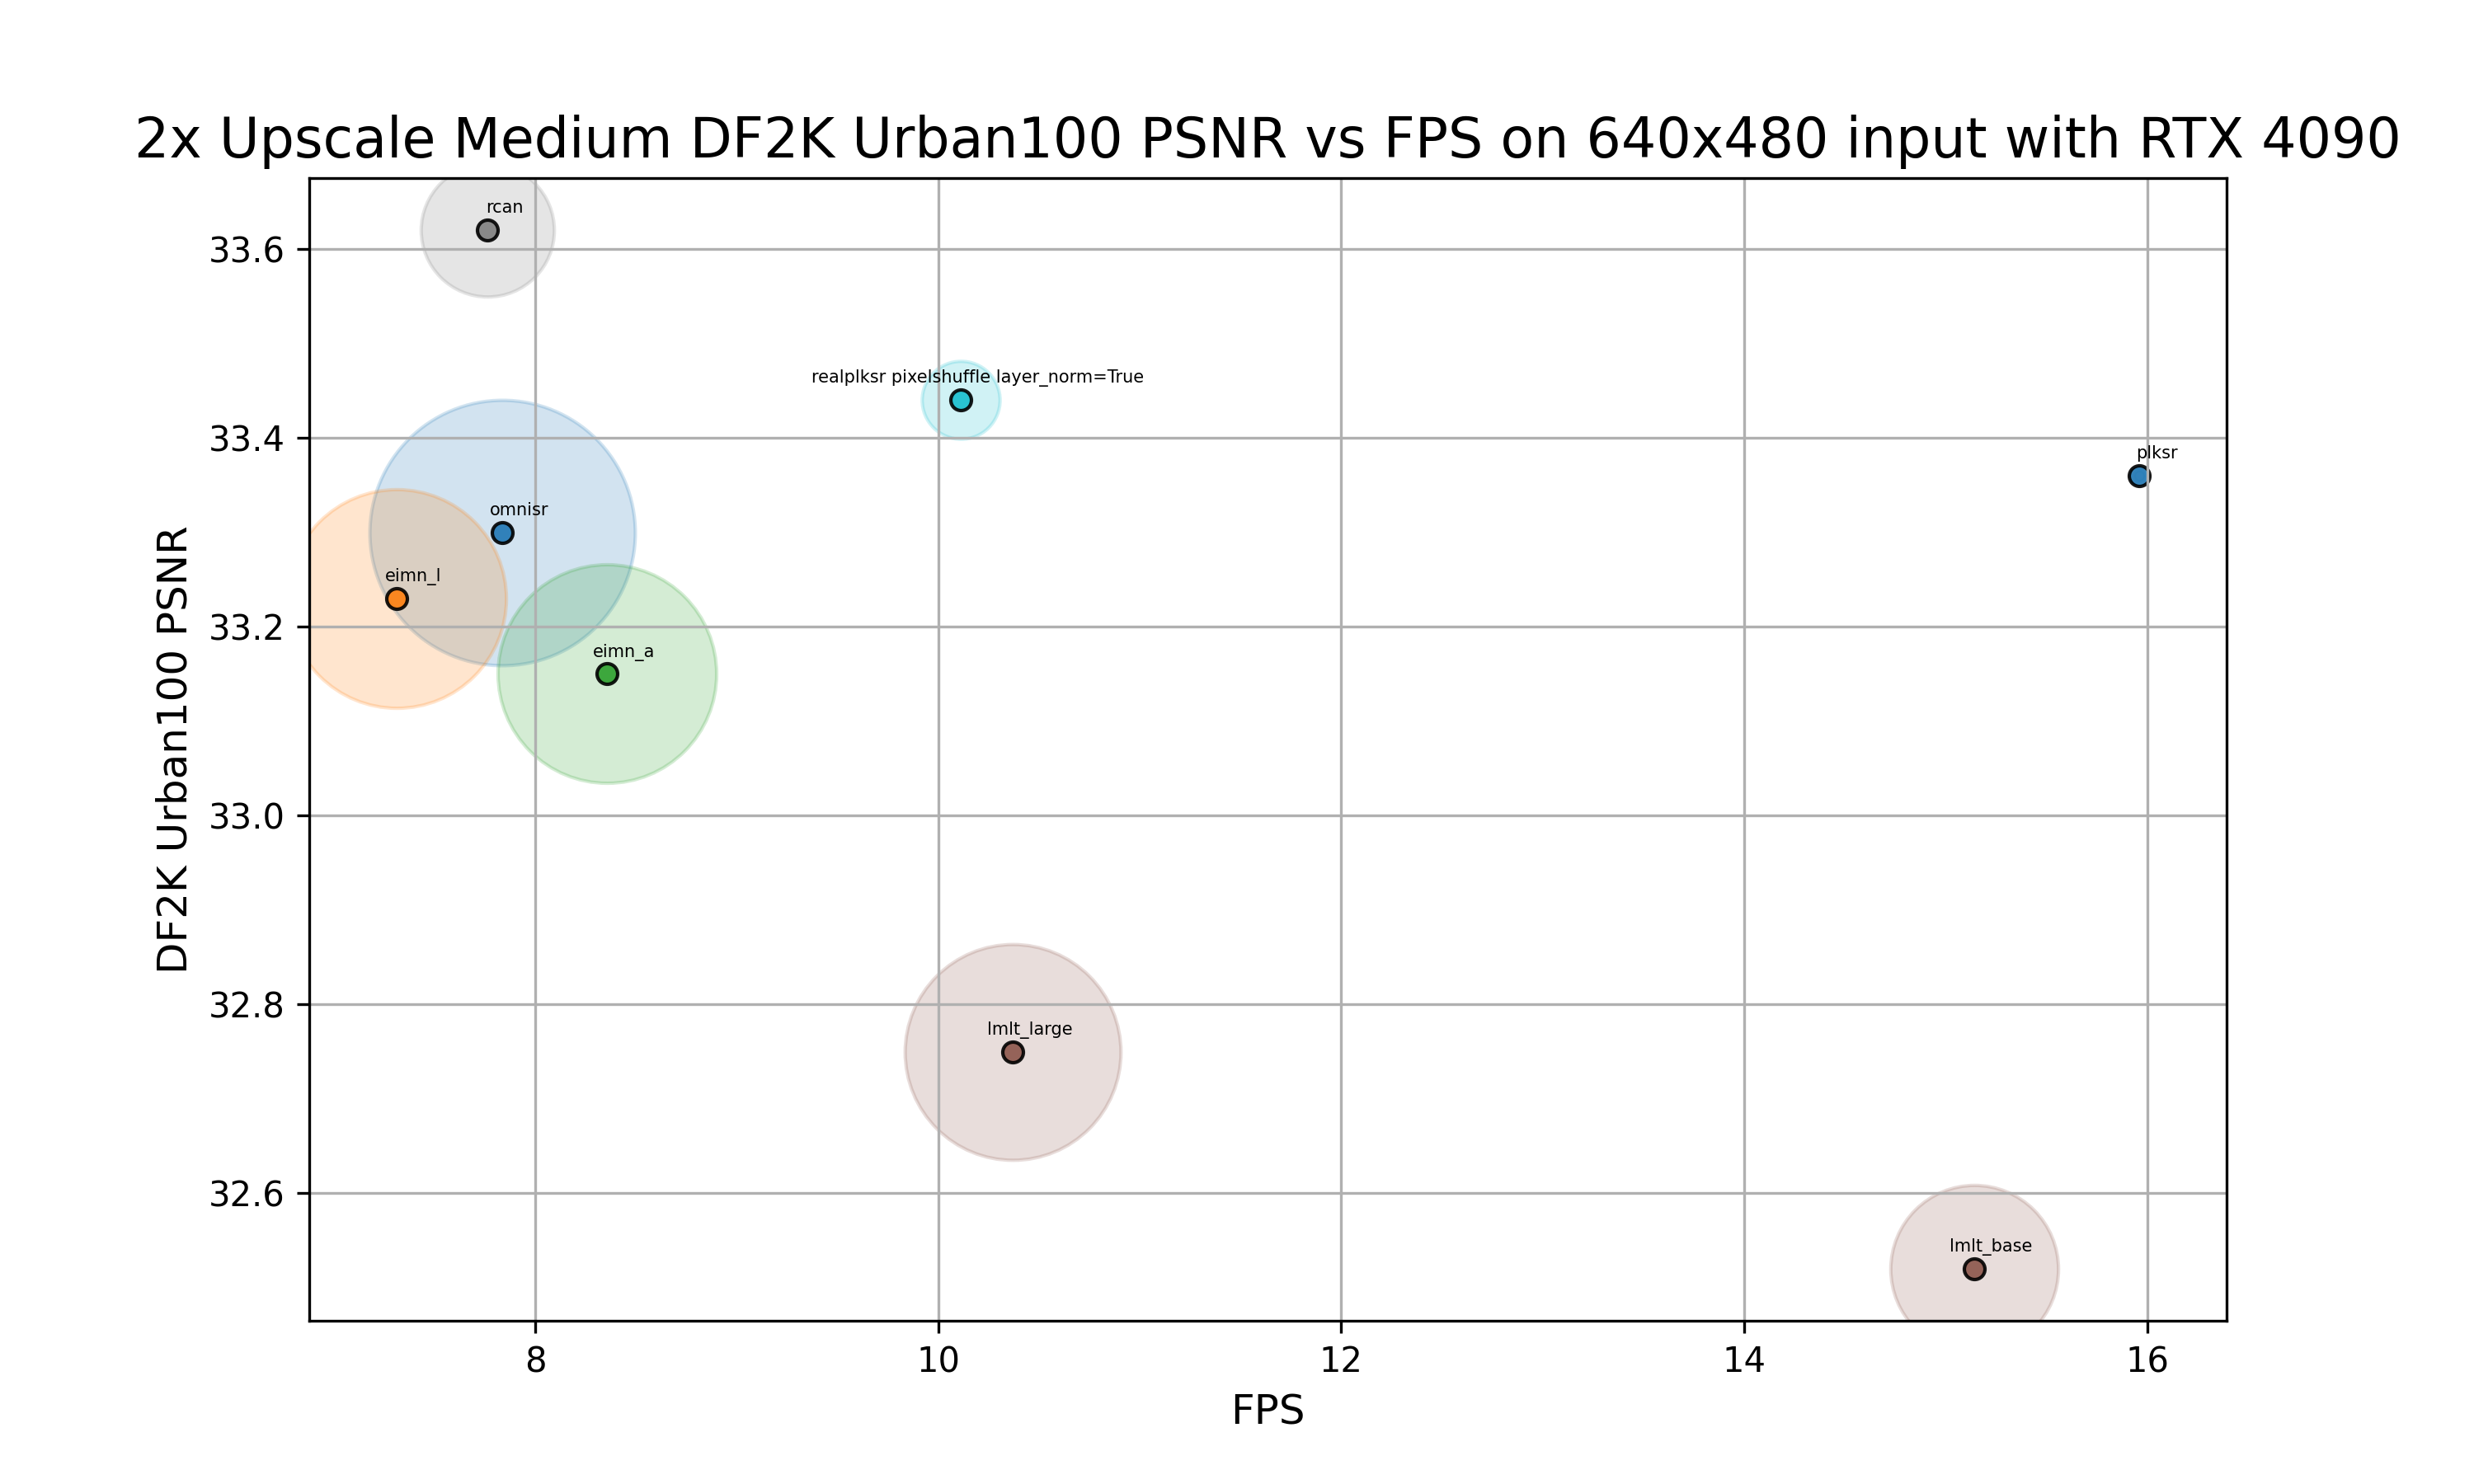 2x Upscale Medium DF2K Urban100 PSNR vs FPS on 640x480 input with RTX 4090
rcan
33.6
realplksr pixelshuffle layer_norm=True
33.4
plksr
omnisr
eimn_l
33.2
eimn_a
DF2K Urban100 PSNR
33.0
32.8
lmlt_large
32.6
lmlt_base
8 10 12 14 16
FPS